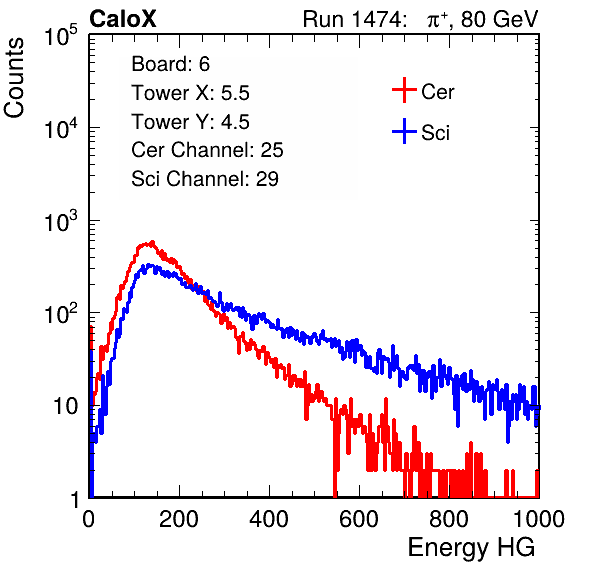 CaloX Run 1474: π⁺, 80 GeV
Board: 6
Tower X: 5.5
Tower Y: 4.5
Cer Channel: 25
Sci Channel: 29
Cer
Sci
Counts
10⁵
10⁴
10³
10²
10
1
0 200 400 600 800 1000
Energy HG